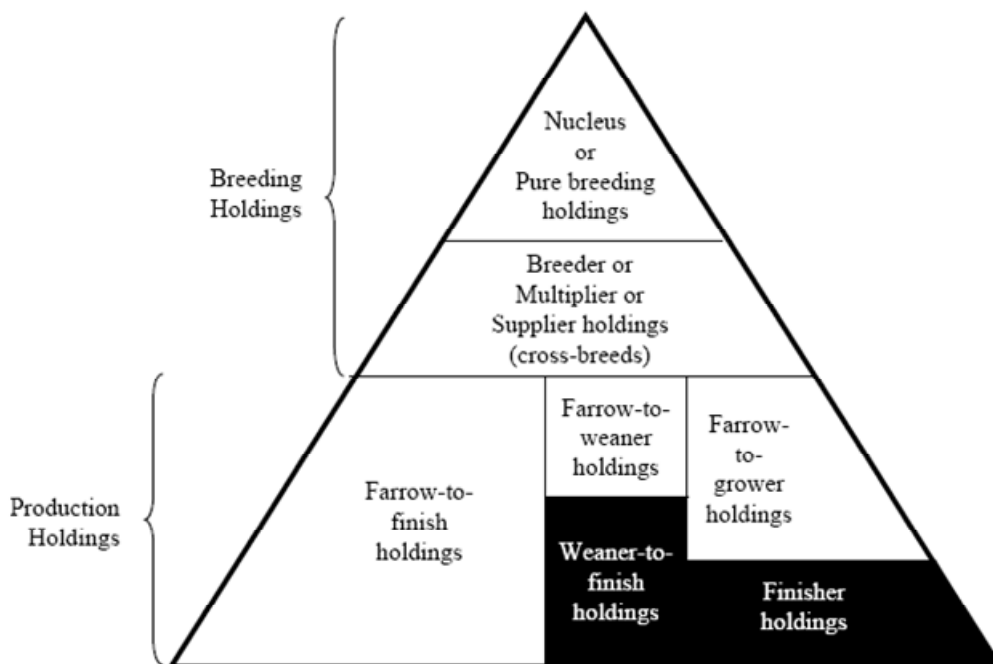 Nucleus
or
Pure breeding
holdings
Breeding
Holdings
Breeder or
Multiplier or
Supplier holdings
(cross-breeds)
Farrow-to-
weaner
holdings
Farrow-
to-
grower
holdings
Farrow-to-
finish
holdings
Production
Holdings
Weaner-to-
finish
holdings
Finisher
holdings